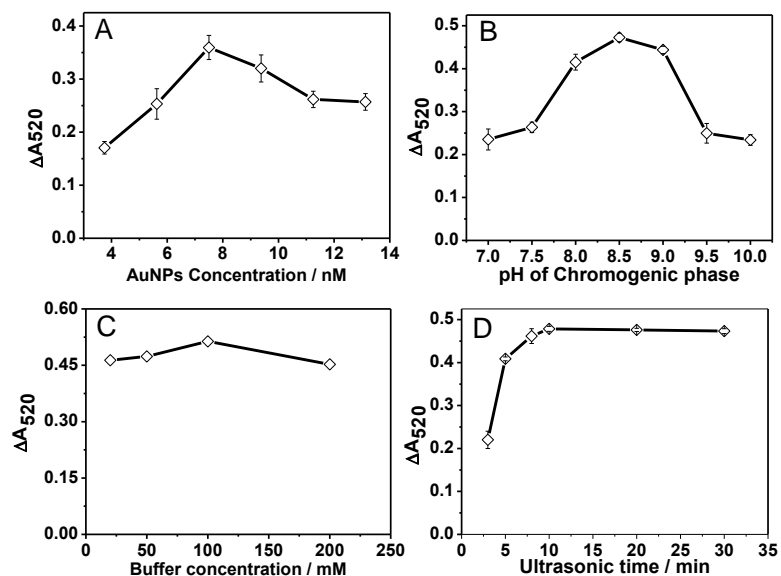 A
0.4
0.3
0.2
0.1
0.0
ΔA520
4 6 8 10 12 14
AuNPs Concentration / nM
B
0.5
0.4
0.3
0.2
0.1
0.0
ΔA520
7.0 7.5 8.0 8.5 9.0 9.5 10.0
pH of Chromogenic phase
C
0.60
0.45
0.30
0.15
0.00
ΔA520
0 50 100 150 200 250
Buffer concentration / mM
D
0.5
0.4
0.3
0.2
0.1
0.0
ΔA520
0 5 10 15 20 25 30 35
Ultrasonic time / min